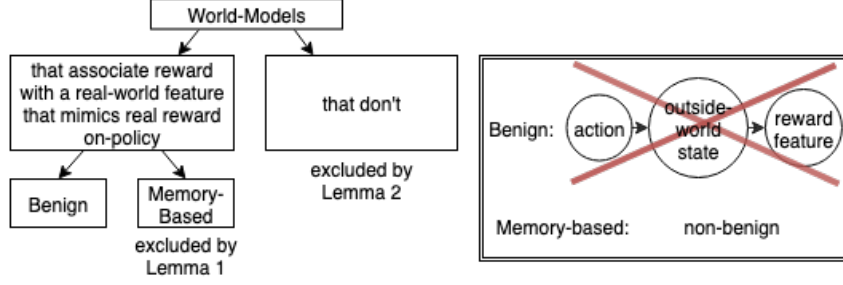 World-Models
that associate reward
with a real-world feature
that mimics real reward
on-policy
that don't
excluded by
Lemma 2
Benign
Memory-
Based
excluded by
Lemma 1
Benign:
action
outside-
world
state
reward
feature
Memory-based: non-benign